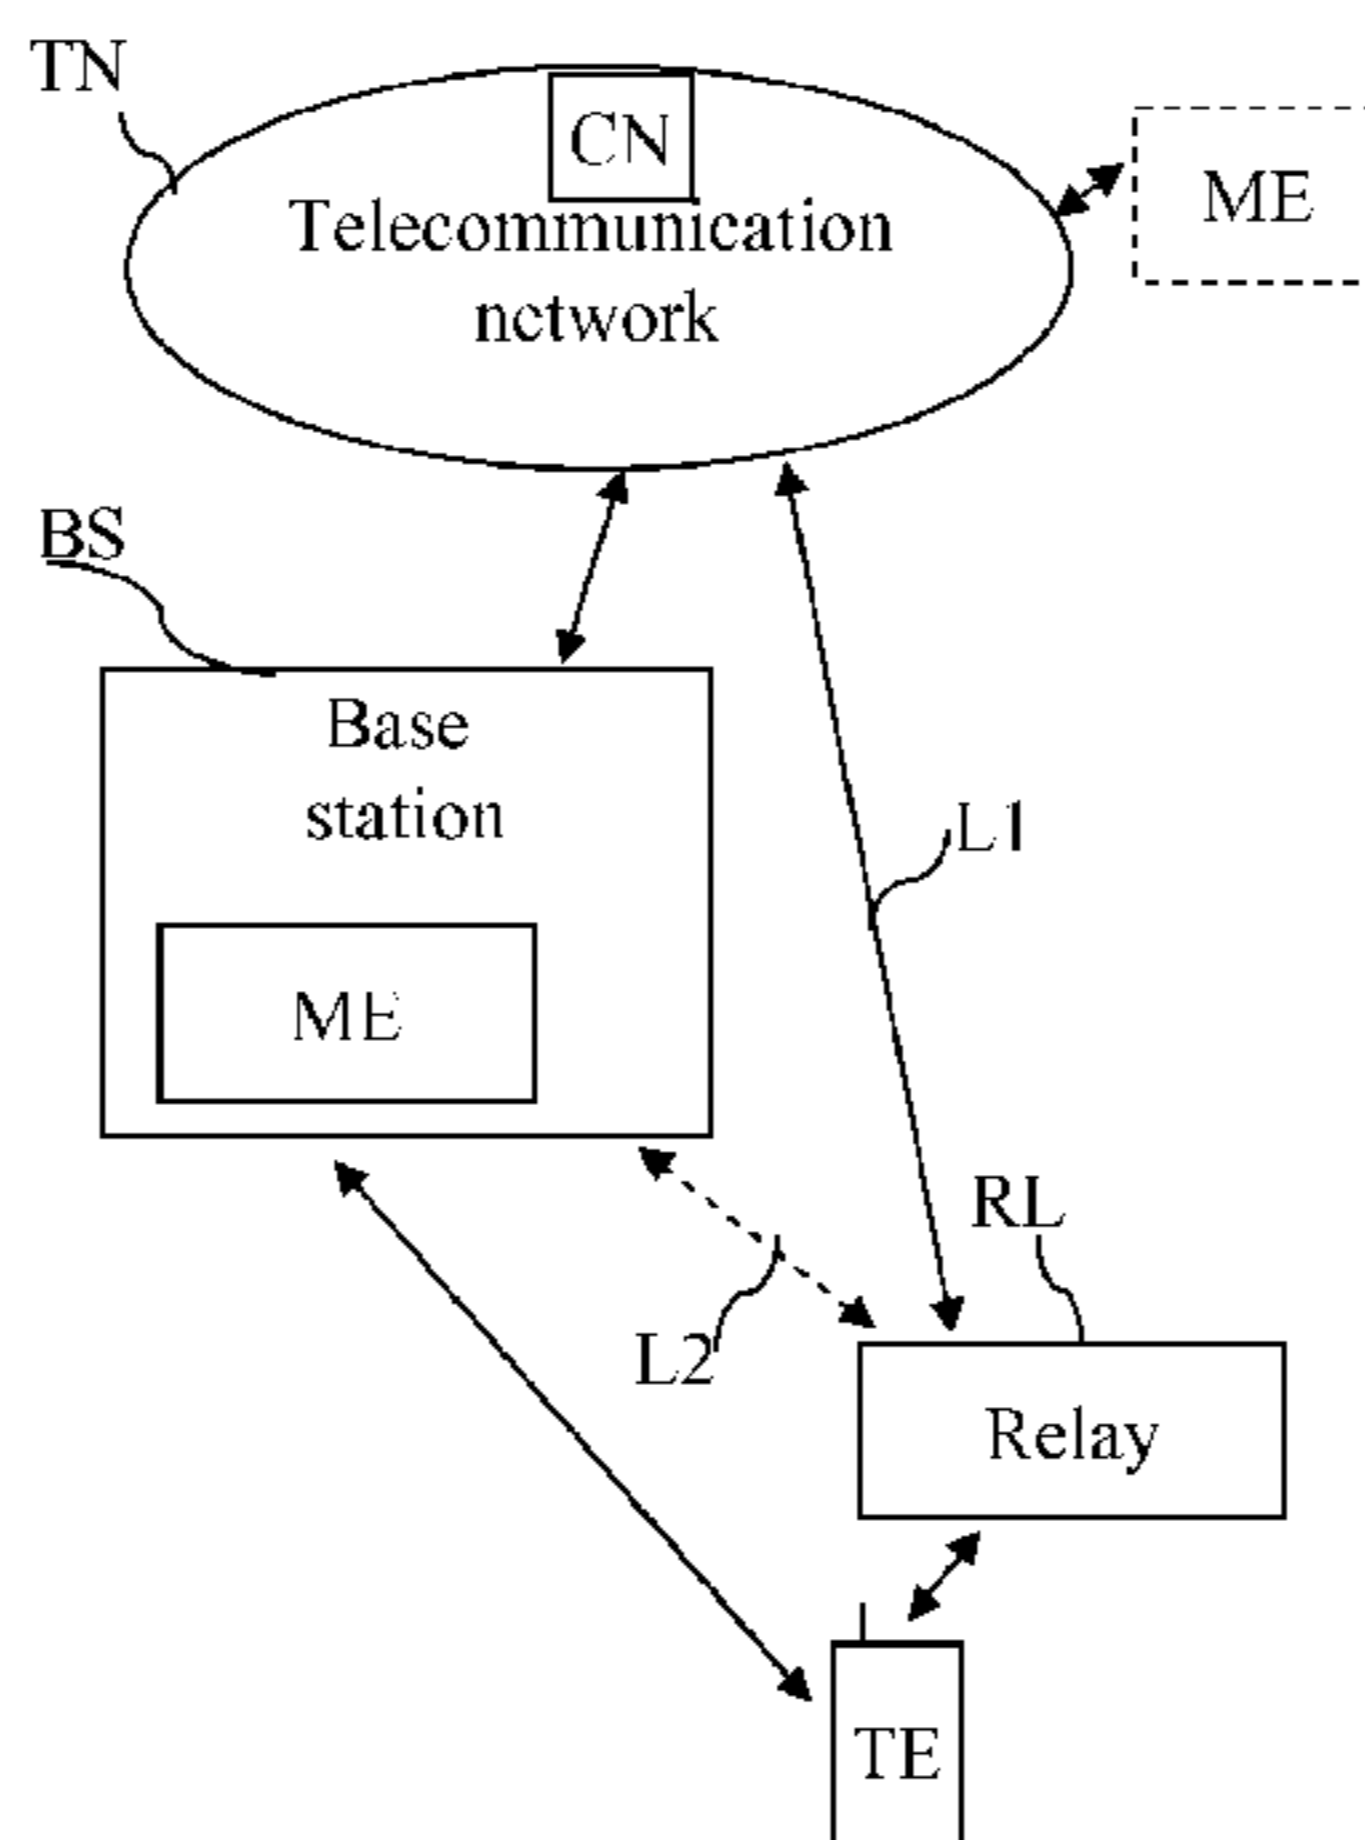 TN
CN
ME
Telecommunication
nctwork
BS
Base
station
L1
ME
RL
L2
Relay
TE